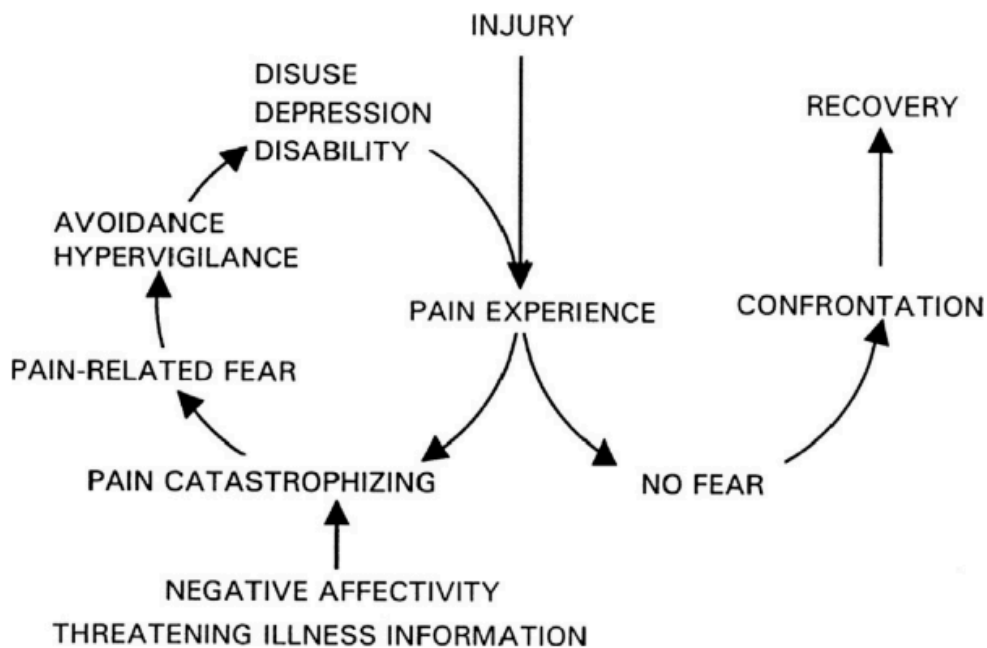 INJURY
DISUSE
DEPRESSION
DISABILITY
RECOVERY
AVOIDANCE
HYPERVIGILANCE
PAIN EXPERIENCE
CONFRONTATION
PAIN-RELATED FEAR
PAIN CATASTROPHIZING
NO FEAR
NEGATIVE AFFECTIVITY
THREATENING ILLNESS INFORMATION